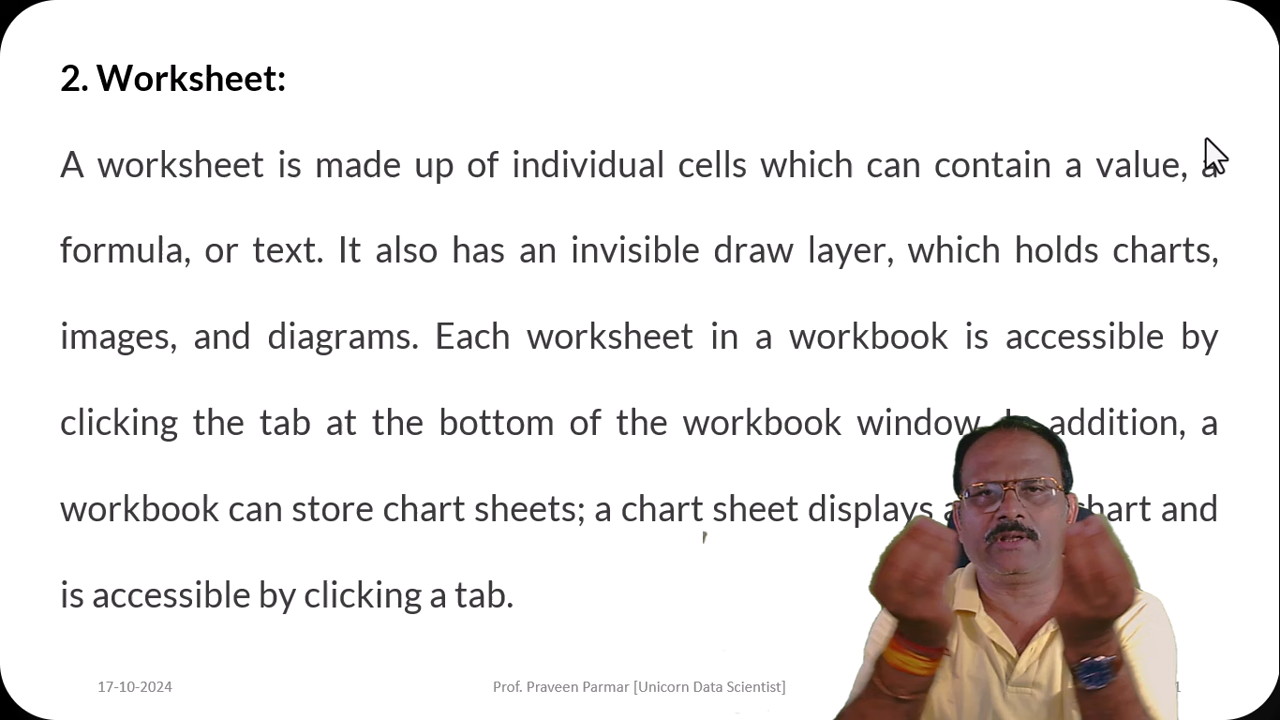 2. Worksheet:
A worksheet is made up of individual cells which can contain a value, a
formula, or text. It also has an invisible draw layer, which holds charts,
images, and diagrams. Each worksheet in a workbook is accessible by
clicking the tab at the bottom of the workbook window addition, a
workbook can store chart sheets; a chart sheet displays and
is accessible by clicking a tab.
17-10-2024 Prof. Praveen Parmar [Unicorn Data Scientist]